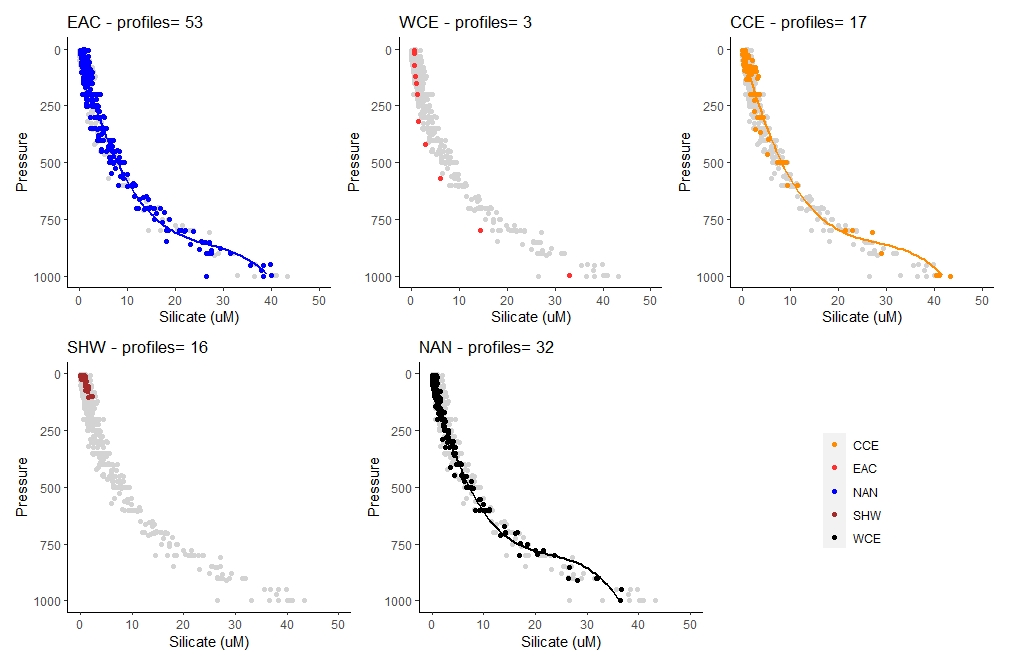 EAC - profiles= 53
WCE - profiles= 3
CCE - profiles= 17
0
250
500
750
1000
Pressure
0 10 20 30 40 50
Silicate (uM)
0
250
500
750
1000
Pressure
0 10 20 30 40 50
Silicate (uM)
0
250
500
750
1000
Pressure
0 10 20 30 40 50
Silicate (uM)
SHW - profiles= 16
NAN - profiles= 32
0
250
500
750
1000
Pressure
0 10 20 30 40 50
Silicate (uM)
0
250
500
750
1000
Pressure
0 10 20 30 40 50
Silicate (uM)
CCE
EAC
NAN
SHW
WCE